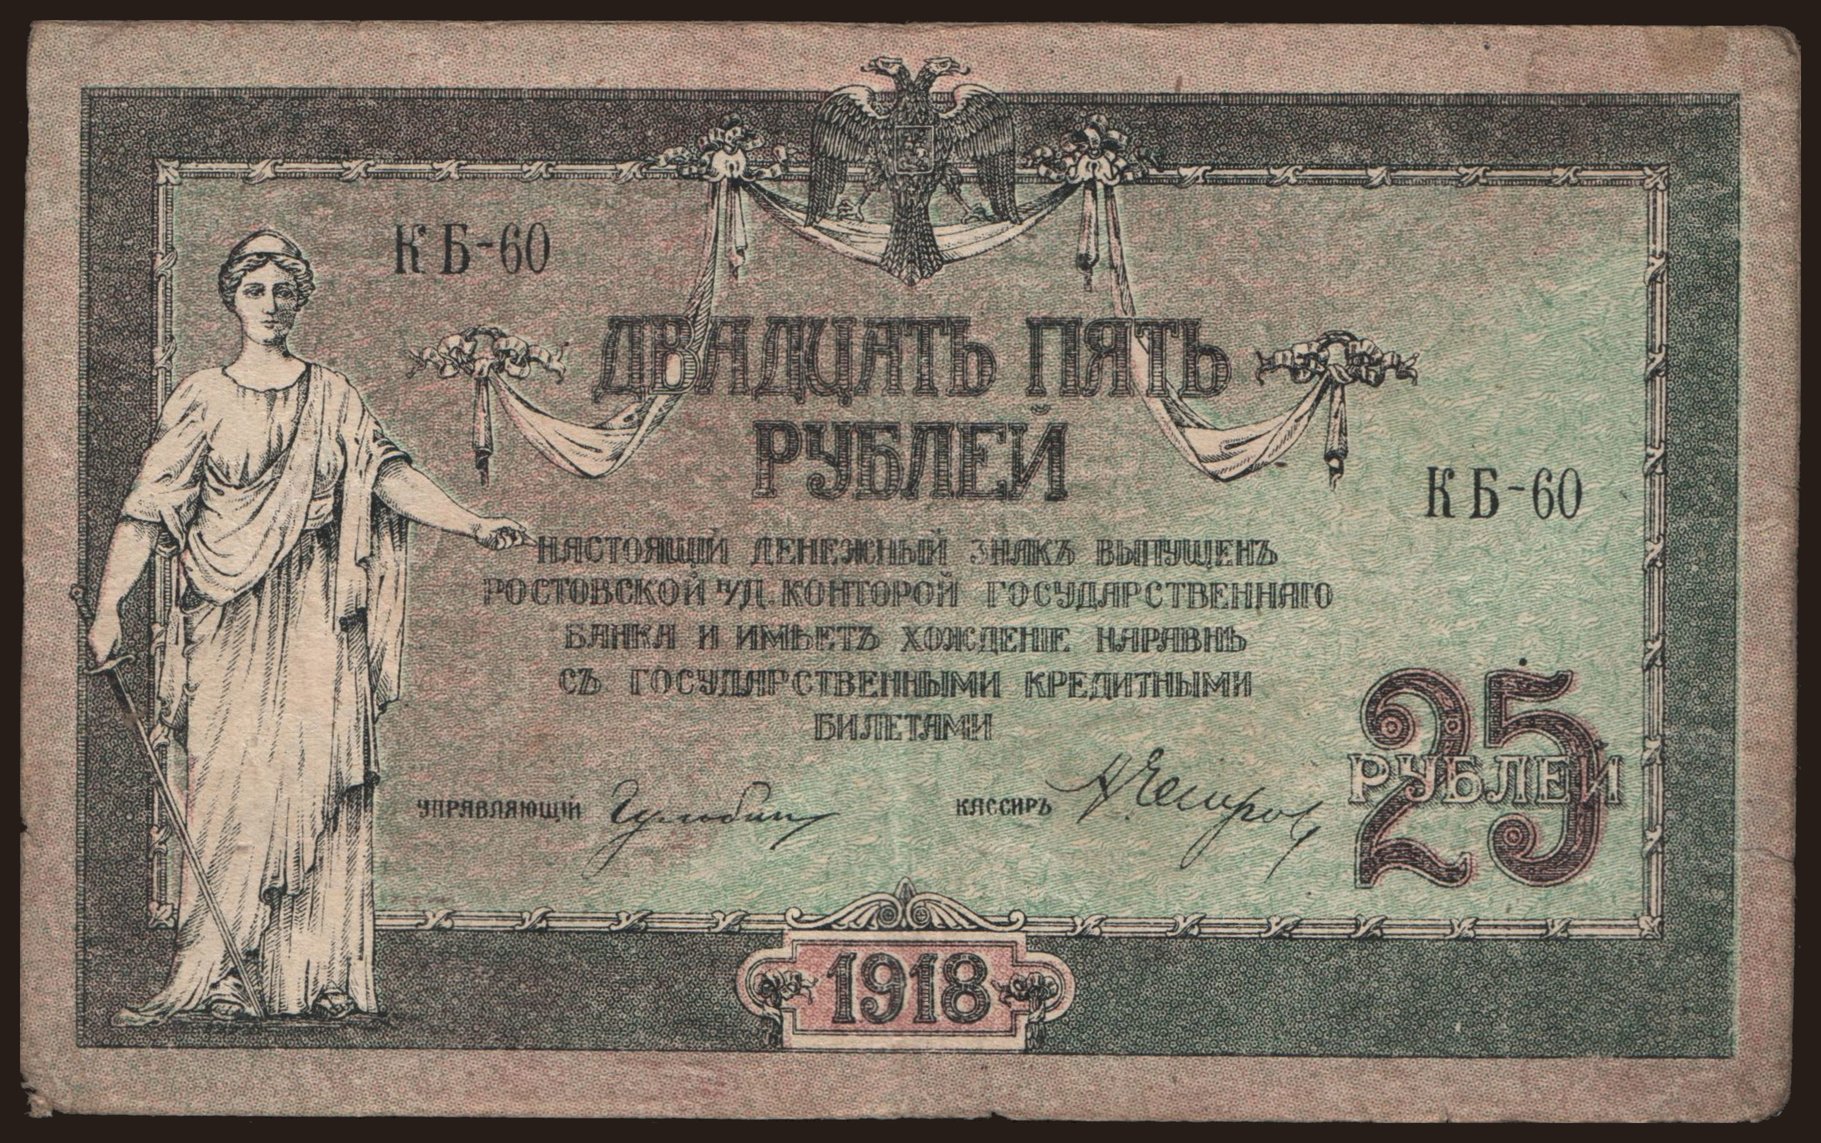 КБ-60
ДВАДЦАТЬ ПЯТЬ
РУБЛЕЙ
КБ-60
НАСТОЯЩІЙ ДЕНЕЖНЫЙ ЗНАКЪ ВЫПУЩЕНЪ
РОСТОВСКОЙ Н/Д. КОНТОРОЙ ГОСУДАРСТВЕННАГО
БАНКА И ИМѢЕТЪ ХОЖДЕНІЕ НАРАВНѢ
СЪ ГОСУДАРСТВЕННЫМИ КРЕДИТНЫМИ
БИЛЕТАМИ
25
РУБЛЕЙ
УПРАВЛЯЮЩІЙ
КАССИРЪ
1918